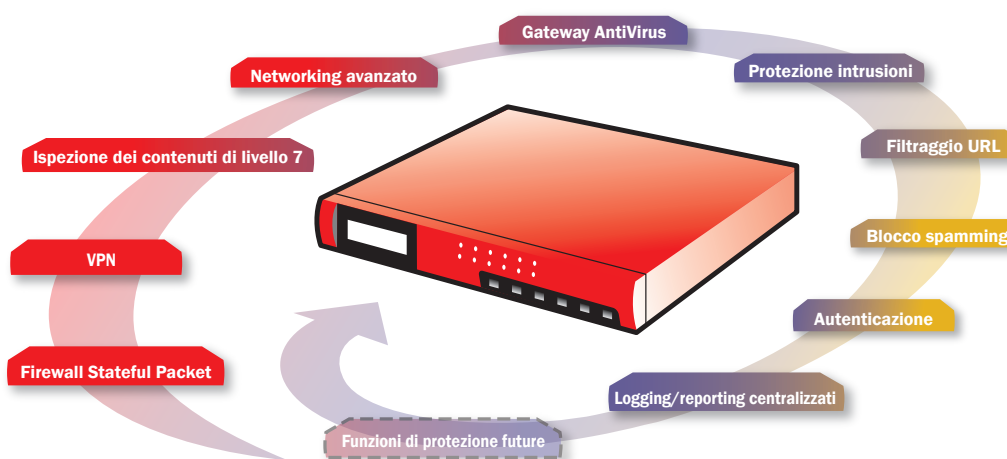 Gateway AntiVirus
Networking avanzato
Protezione intrusioni
Ispezione dei contenuti di livello 7
Filtraggio URL
VPN
Blocco spamming
Autenticazione
Firewall Stateful Packet
Logging/reporting centralizzati
Funzioni di protezione future